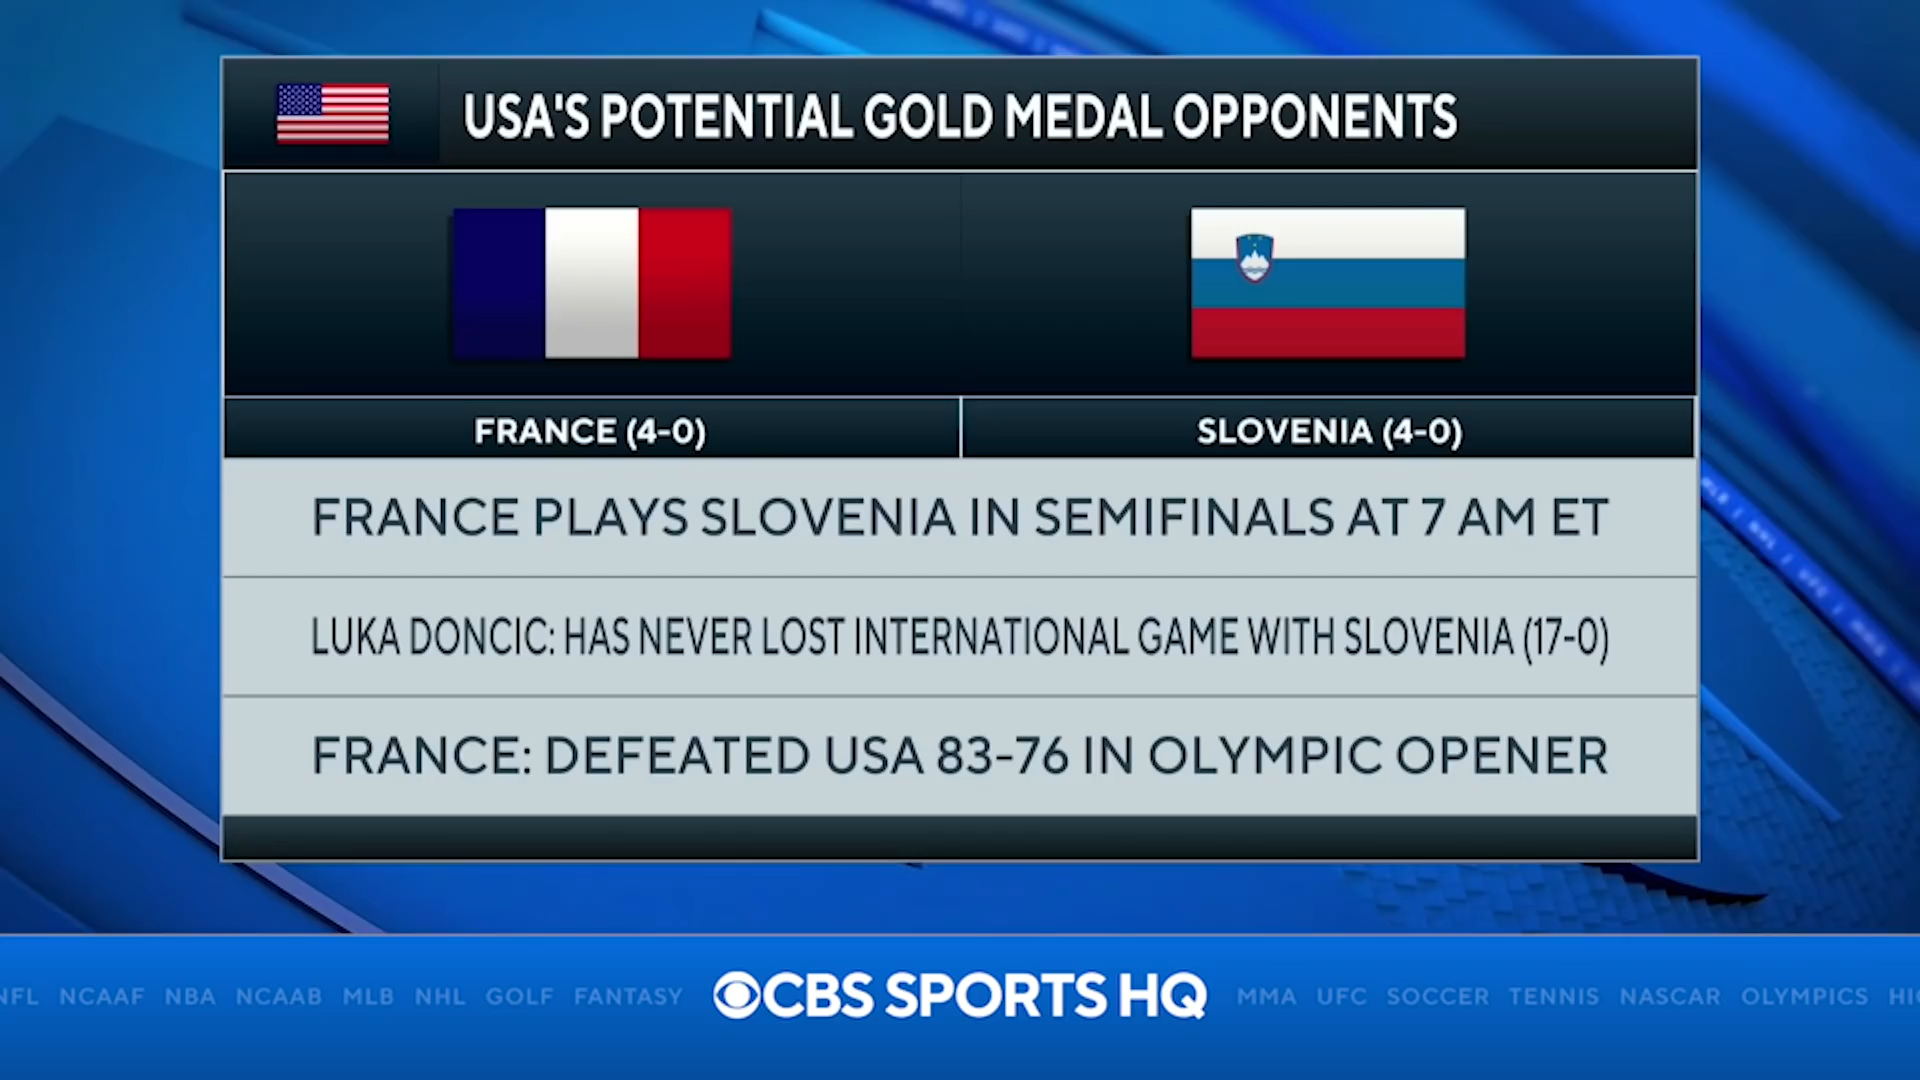 USA'S POTENTIAL GOLD MEDAL OPPONENTS
FRANCE (4-0)
SLOVENIA (4-0)
FRANCE PLAYS SLOVENIA IN SEMIFINALS AT 7 AM ET
LUKA DONCIC: HAS NEVER LOST INTERNATIONAL GAME WITH SLOVENIA (17-0)
FRANCE: DEFEATED USA 83-76 IN OLYMPIC OPENER
NFL NCAAF NBA NCAAB MLB NHL GOLF FANTASY CBS SPORTS HQ MMA UFC SOCCER TENNIS NASCAR OLYMPICS